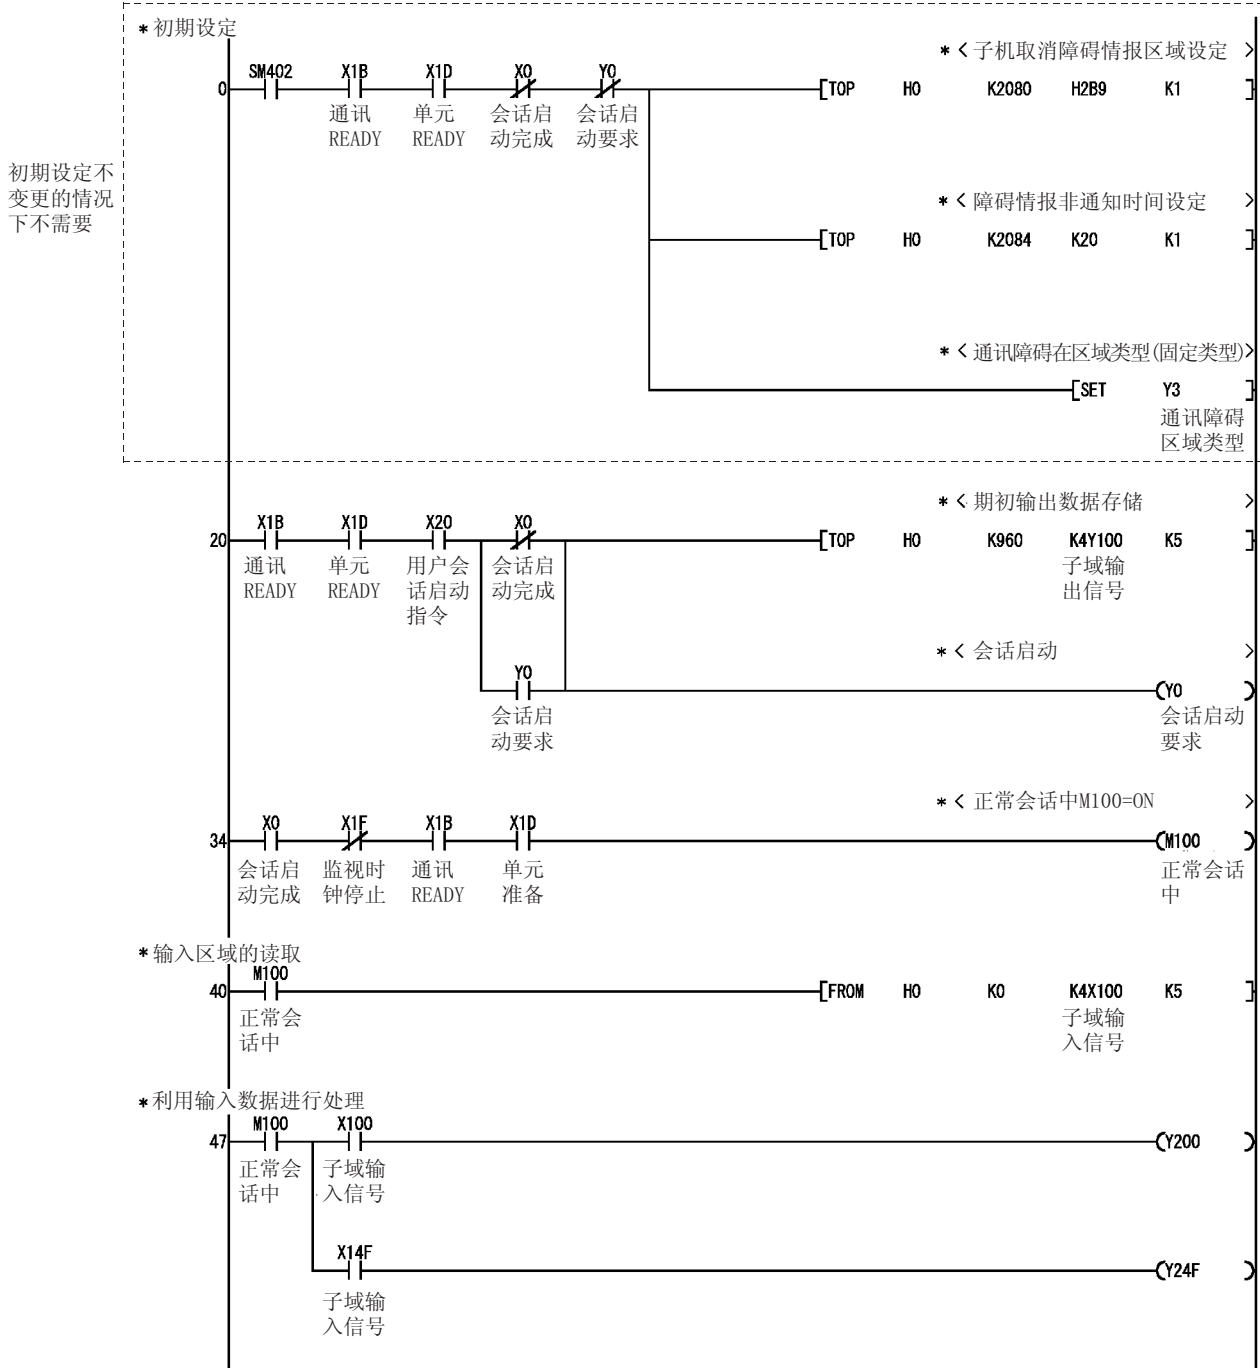 *初期设定
*<子机取消障碍情报区域设定 >
SM402 X1B X1D X0 Y0
0 [TOP H0 K2080 H2B9 K1 ]
通讯 单元 会话启 会话启
READY READY 动完成 动要求
初期设定不
变更的情况
下不需要
*<障碍情报非通知时间设定 >
[TOP H0 K2084 K20 K1 ]
*<通讯障碍在区域类型(固定类型)>
[SET Y3 ]
通讯障碍
区域类型
*<期初输出数据存储 >
X1B X1D X20 X0
20 [TOP H0 K960 K4Y100 K5 ]
通讯 单元 用户会 会话启 子域输
READY READY 话启动 动完成 出信号
指令
*<会话启动 >
Y0
(Y0 )
会话启 会话启动
动要求 要求
*<正常会话中M100=ON >
X0 X1F X1B X1D
34 (M100 )
会话启 监视时 通讯 单元 正常会话
动完成 钟停止 READY 准备 中
*输入区域的读取
M100
40 [FROM H0 K0 K4X100 K5 ]
正常会 子域输
话中 入信号
*利用输入数据进行处理
M100 X100
47 (Y200 )
正常会 子域输
话中 入信号
X14F
(Y24F )
子域输
入信号